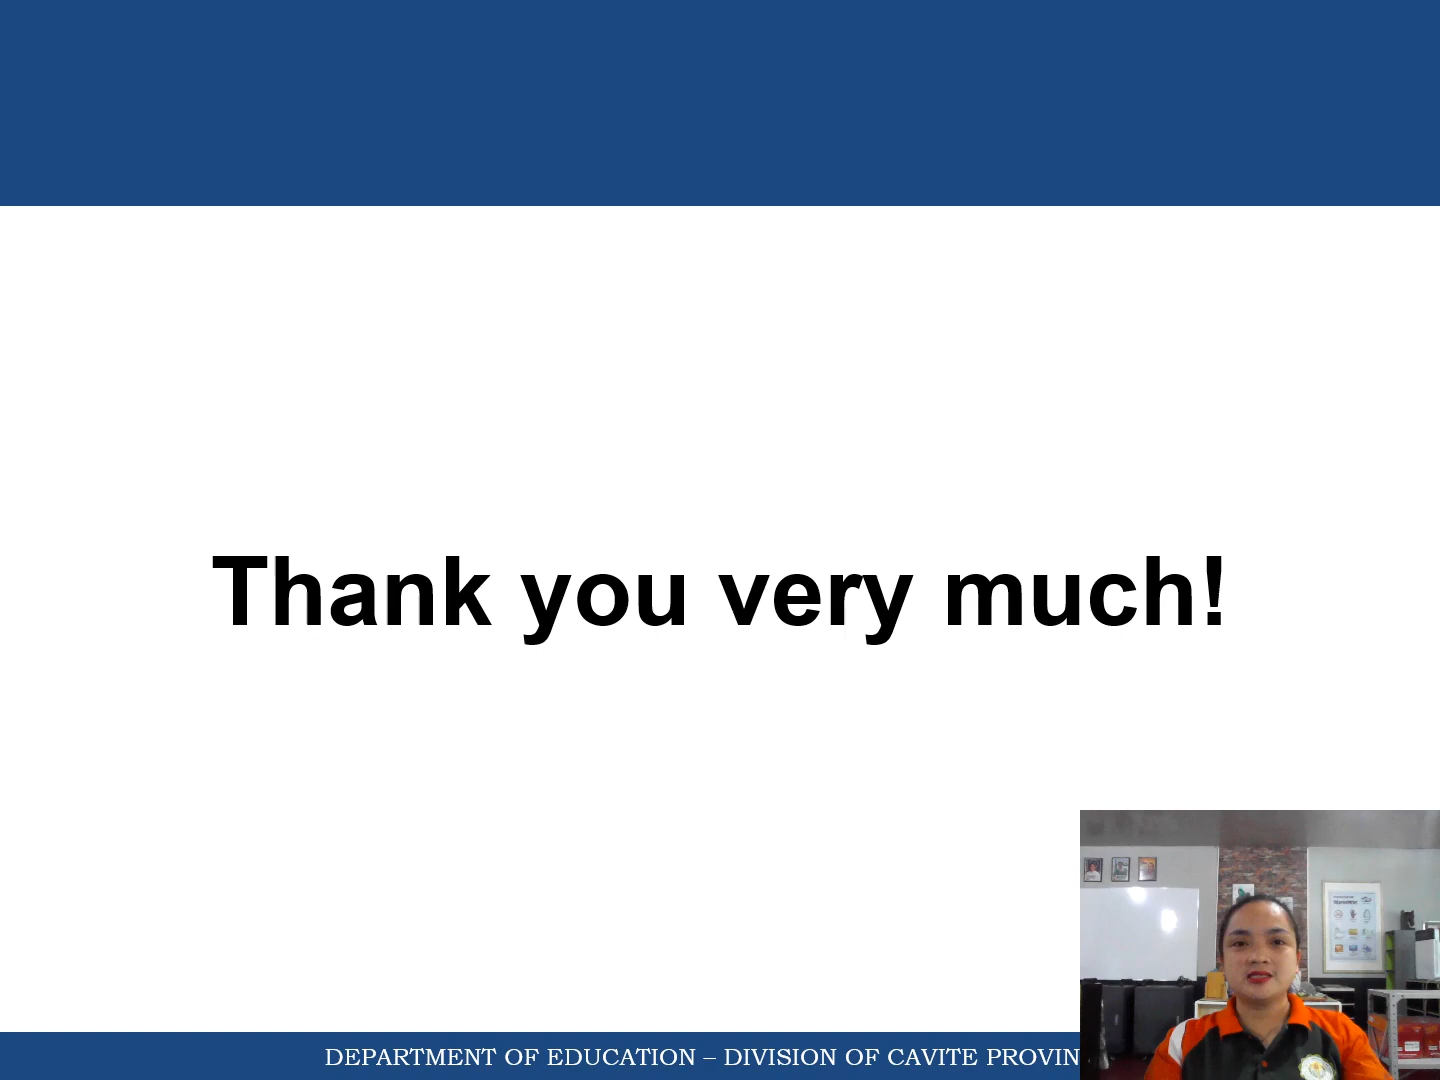 Thank you very much!
DEPARTMENT OF EDUCATION – DIVISION OF CAVITE PROVIN